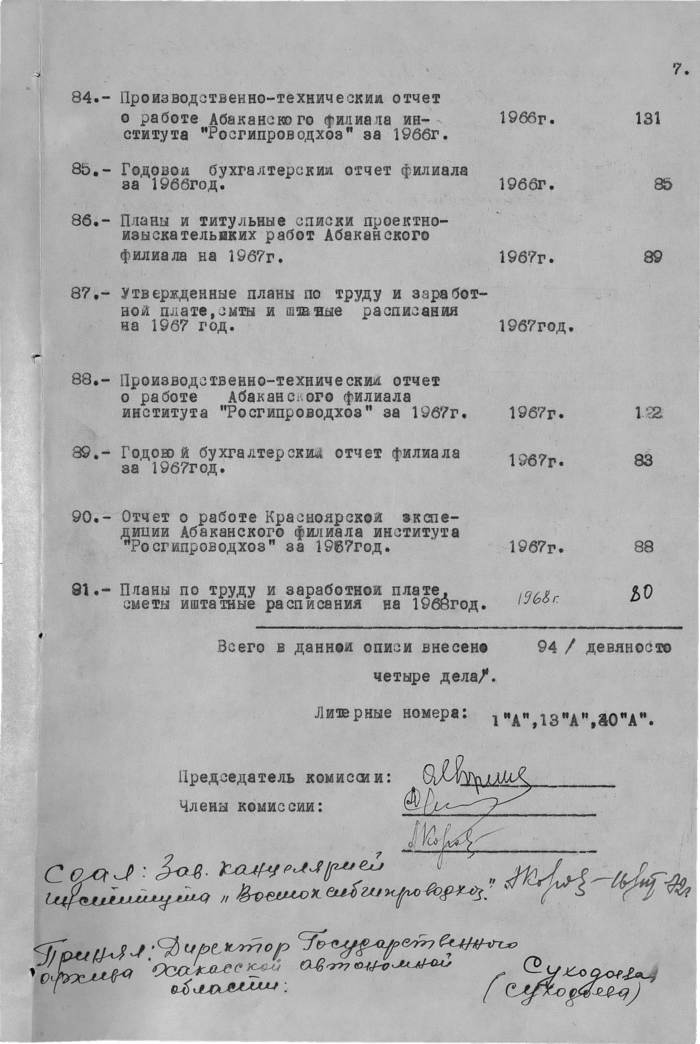 7.
84.- Производственно-технический отчет
о работе Абаканского филиала ин- 1966г. 131
ститута "Росгипроводхоз" за 1966г.
85.- Годовой бухгалтерский отчет филиала
за 1966год. 1966г. 85
86.- Планы и титульные списки проектно-
изыскательских работ Абаканского
филиала на 1967г. 1967г. 89
87.- Утвержденные планы по труду и заработ-
ной плате,смты и штатные расписания
на 1967 год. 1967год.
88.- Производственно-технический отчет
о работе Абаканского филиала
института "Росгипроводхоз" за 1967г. 1967г. 122
89.- Годовой бухгалтерский отчет филиала
за 1967год. 1967г. 83
90.- Отчет о работе Красноярской экспе-
диции Абаканского филиала института
"Росгипроводхоз" за 1967год. 1967г. 88
91.- Планы по труду и заработной плате,
сметы иштатные расписания на 1968год. 1968г. 80
Всего в данной описи внесено 94/ девяносто
четыре дела/.
Литерные номера: 1"А",13"А",40"А".
Председатель комиссии:
Члены комиссии:
Сдал: Зав. канцелярией
института „Востоксибгипроводхоз."
Принял: Директор Государственного
архива Хакасской автономной
области: Суходоева
(Суходоева)